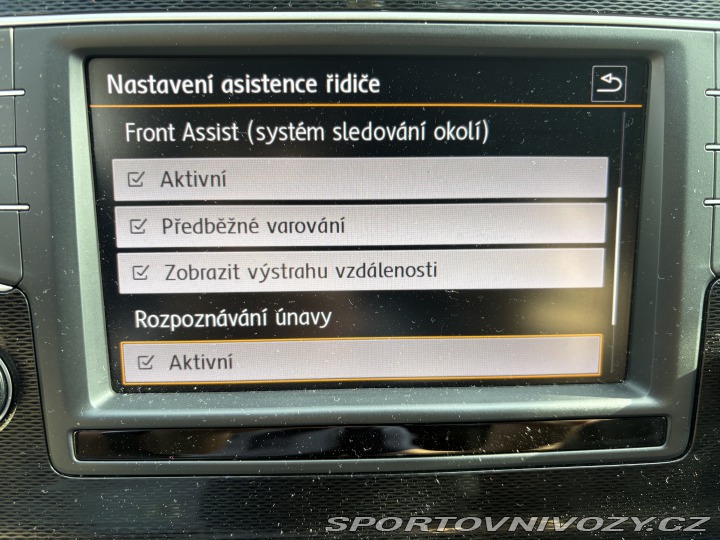 Nastavení asistence řidiče
Front Assist (systém sledování okolí)
Aktivní
Předběžné varování
Zobrazit výstrahu vzdálenosti
Rozpoznávání únavy
Aktivní
SPORTOVNIVOZY.CZ